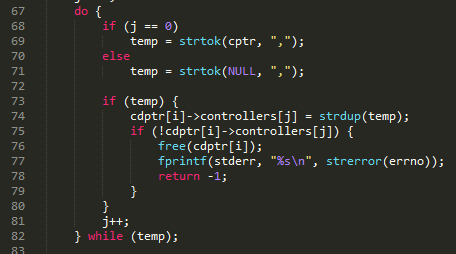 67 do {
68 if (j == 0)
69 temp = strtok(cptr, ",");
70 else
71 temp = strtok(NULL, ",");
72
73 if (temp) {
74 cdptr[i]->controllers[j] = strdup(temp);
75 if (!cdptr[i]->controllers[j]) {
76 free(cdptr[i]);
77 fprintf(stderr, "%s\n", strerror(errno));
78 return -1;
79 }
80 }
81 j++;
82 } while (temp);
83